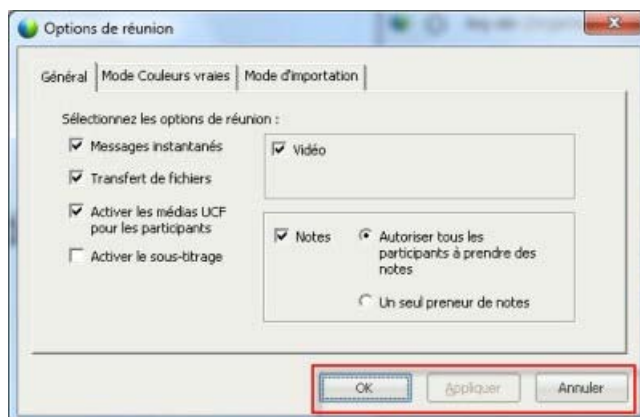 Options de réunion
Général Mode Couleurs vraies Mode d'importation
Sélectionnez les options de réunion :
Messages instantanés
Vidéo
Transfert de fichiers
Activer les médias UCF
pour les participants
Activer le sous-titrage
Notes
Autoriser tous les
participants à prendre des
notes
Un seul preneur de notes
OK Appliquer Annuler